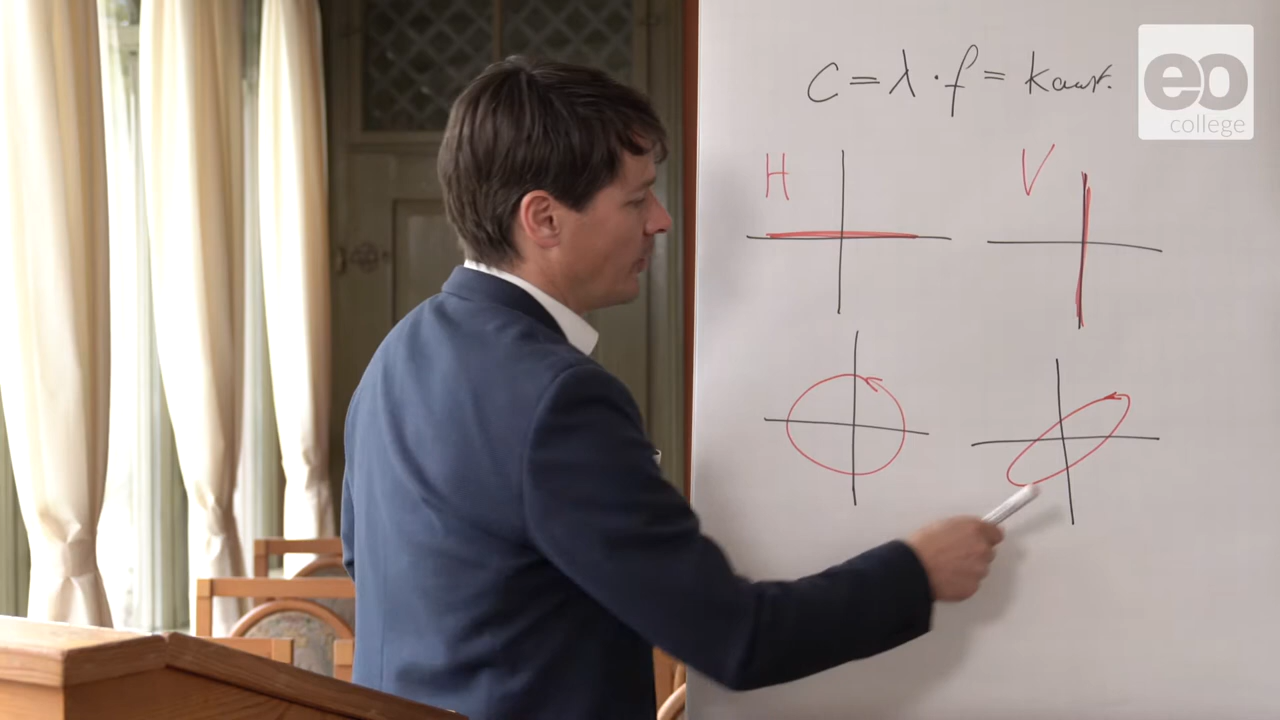 c = λ · f = konst.
eo
college
H
V